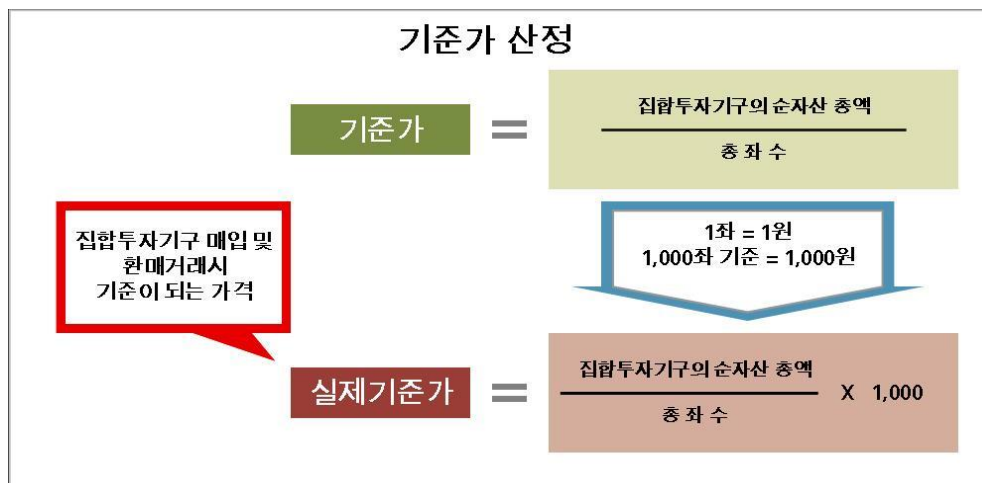 기준가 산정
기준가
=
집합투자기구의 순자산 총액
총 좌 수
집합투자기구 매입 및
환매거래시
기준이 되는 가격
1좌 = 1원
1,000좌 기준 = 1,000원
실제기준가
=
집합투자기구의 순자산 총액
총 좌 수
X 1,000